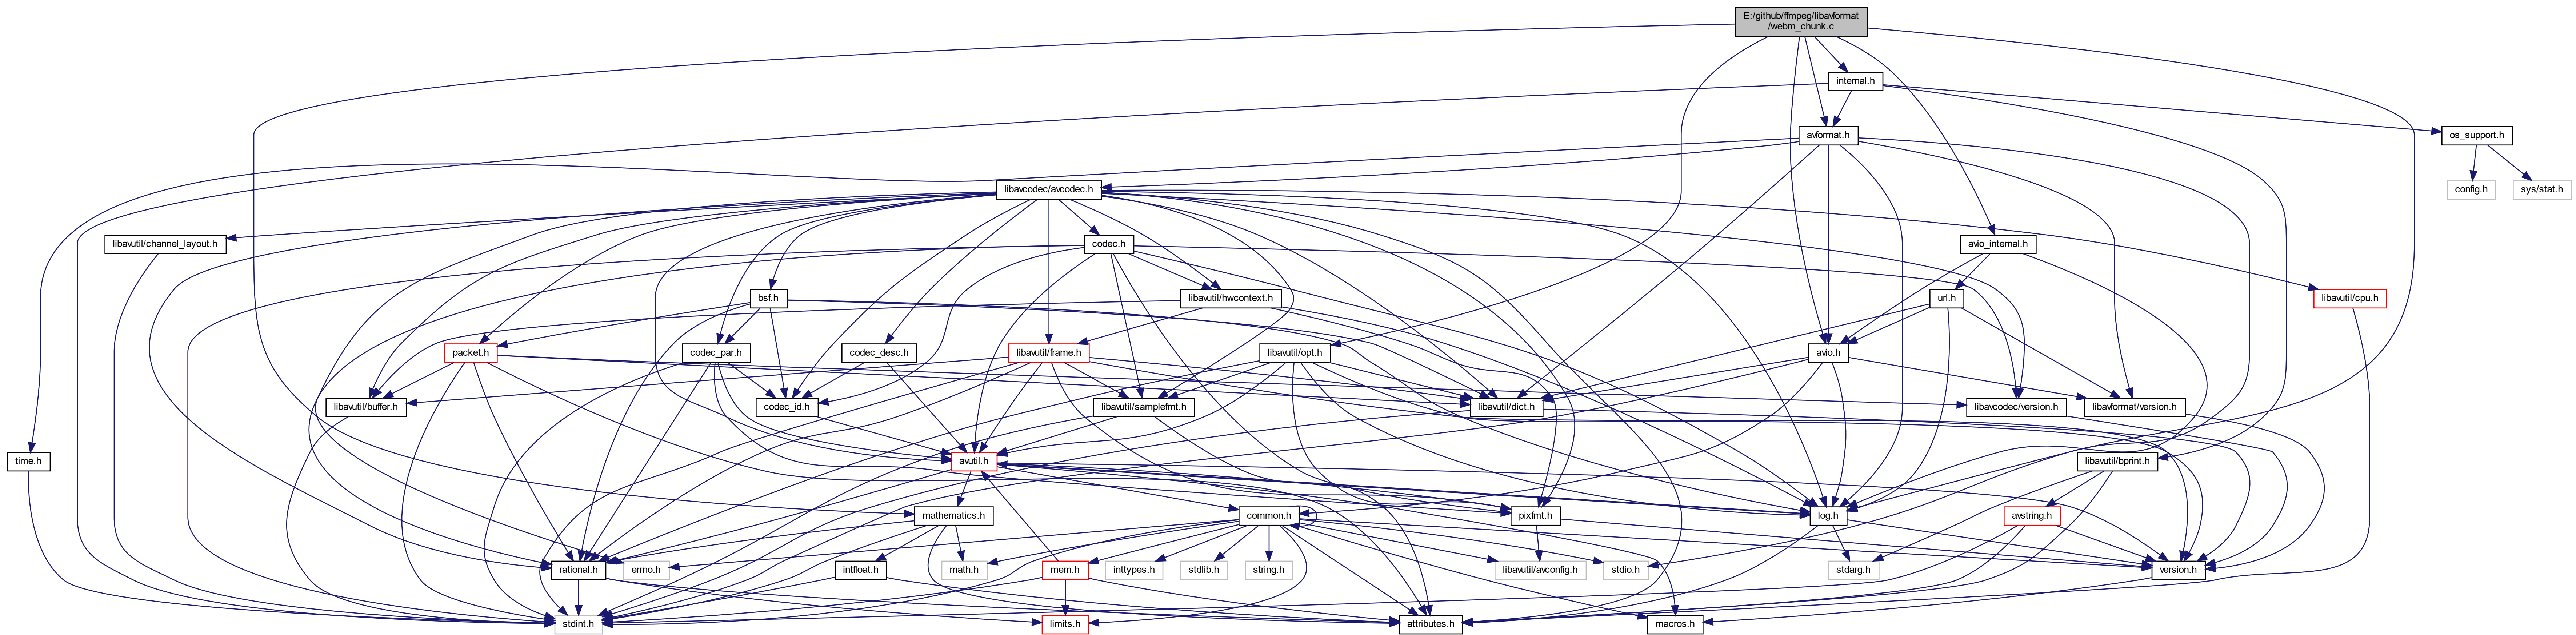 E:/github/ffmpeg/libavformat
/webm_chunk.c
internal.h
avformat.h
os_support.h
libavcodec/avcodec.h
config.h
sys/stat.h
libavutil/channel_layout.h
codec.h
avio_internal.h
bsf.h
libavutil/hwcontext.h
url.h
libavutil/cpu.h
packet.h
codec_par.h
codec_desc.h
libavutil/frame.h
libavutil/opt.h
avio.h
libavutil/buffer.h
codec_id.h
libavutil/samplefmt.h
libavutil/dict.h
libavcodec/version.h
libavformat/version.h
time.h
avutil.h
libavutil/bprint.h
mathematics.h
common.h
pixfmt.h
log.h
avstring.h
rational.h
errno.h
intfloat.h
math.h
mem.h
inttypes.h
stdlib.h
string.h
libavutil/avconfig.h
stdio.h
stdarg.h
version.h
stdint.h
limits.h
attributes.h
macros.h